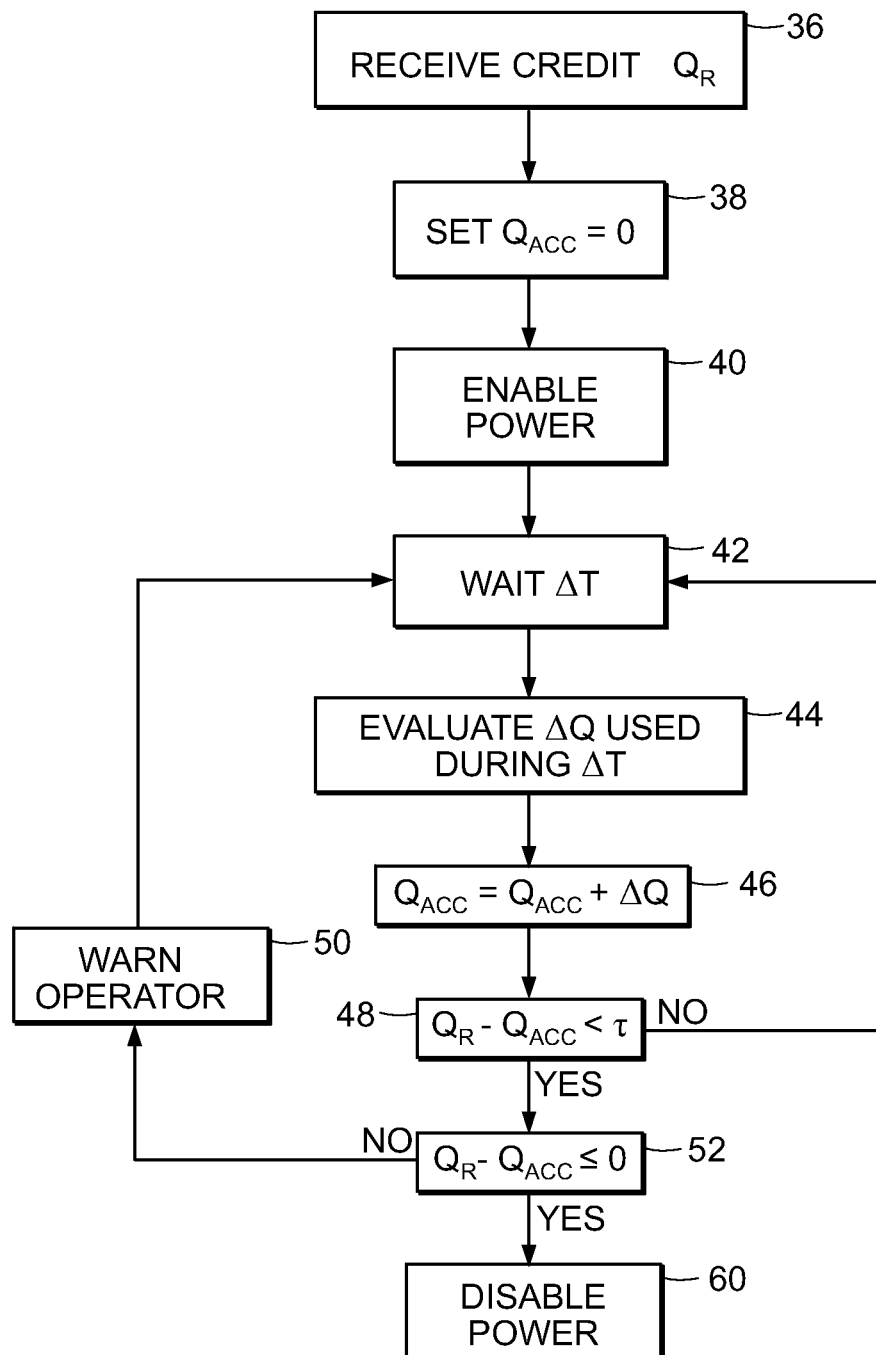 36
RECEIVE CREDIT Q_R
38
SET Q_ACC = 0
40
ENABLE
POWER
42
WAIT ΔT
44
EVALUATE ΔQ USED
DURING ΔT
46
Q_ACC = Q_ACC + ΔQ
50
WARN
OPERATOR
48
Q_R - Q_ACC < τ
NO
YES
NO
52
Q_R - Q_ACC ≤ 0
YES
60
DISABLE
POWER